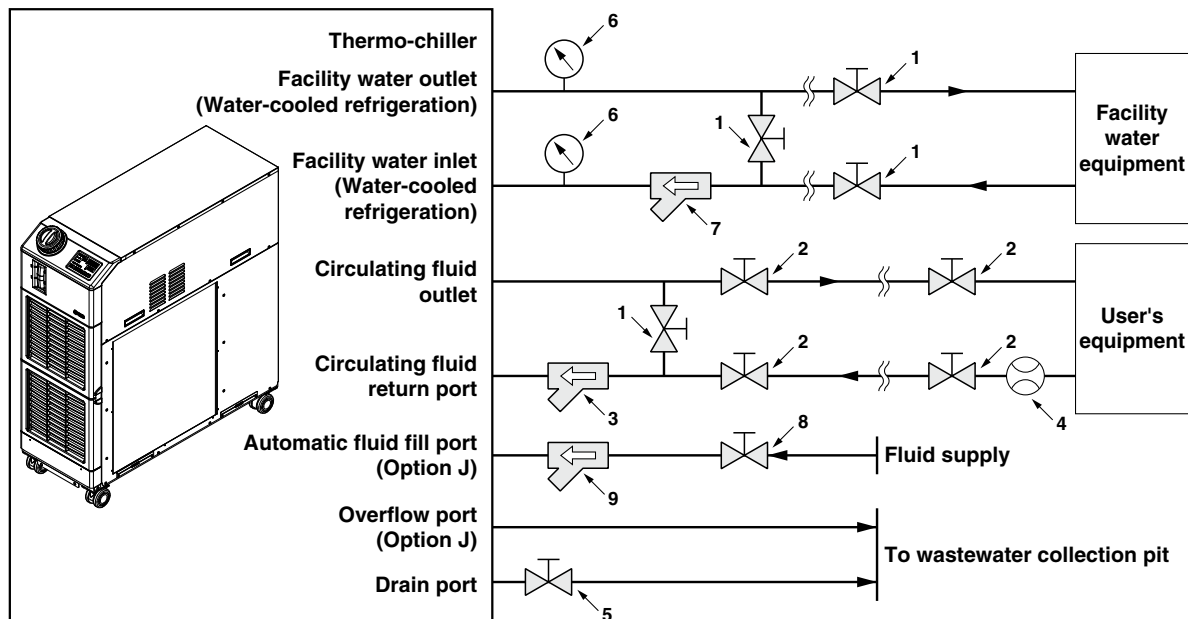 6
Thermo-chiller
Facility water outlet
(Water-cooled refrigeration)
1
Facility
water
equipment
6
1
1
Facility water inlet
(Water-cooled
refrigeration)
7
Circulating fluid
outlet
2
2
User's
equipment
1
Circulating fluid
return port
2
2
3
4
Automatic fluid fill port
(Option J)
8
Fluid supply
9
Overflow port
(Option J)
To wastewater collection pit
Drain port
5